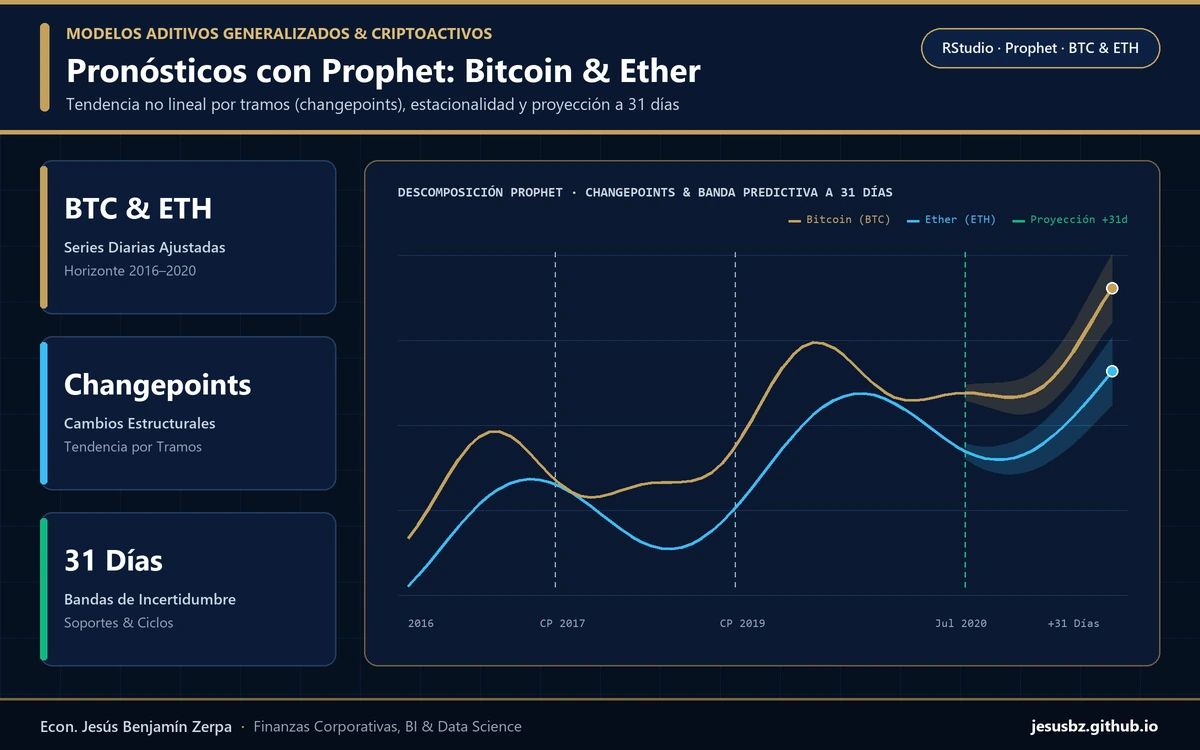 MODELOS ADITIVOS GENERALIZADOS & CRIPTOACTIVOS
Pronósticos con Prophet: Bitcoin & Ether
Tendencia no lineal por tramos (changepoints), estacionalidad y proyección a 31 días
RStudio · Prophet · BTC & ETH
BTC & ETH
Series Diarias Ajustadas
Horizonte 2016–2020
Changepoints
Cambios Estructurales
Tendencia por Tramos
31 Días
Bandas de Incertidumbre
Soportes & Ciclos
DESCOMPOSICIÓN PROPHET · CHANGEPOINTS & BANDA PREDICTIVA A 31 DÍAS
Bitcoin (BTC) Ether (ETH) Proyección +31d
2016 CP 2017 CP 2019 Jul 2020 +31 Días
Econ. Jesús Benjamín Zerpa · Finanzas Corporativas, BI & Data Science
jesusbz.github.io